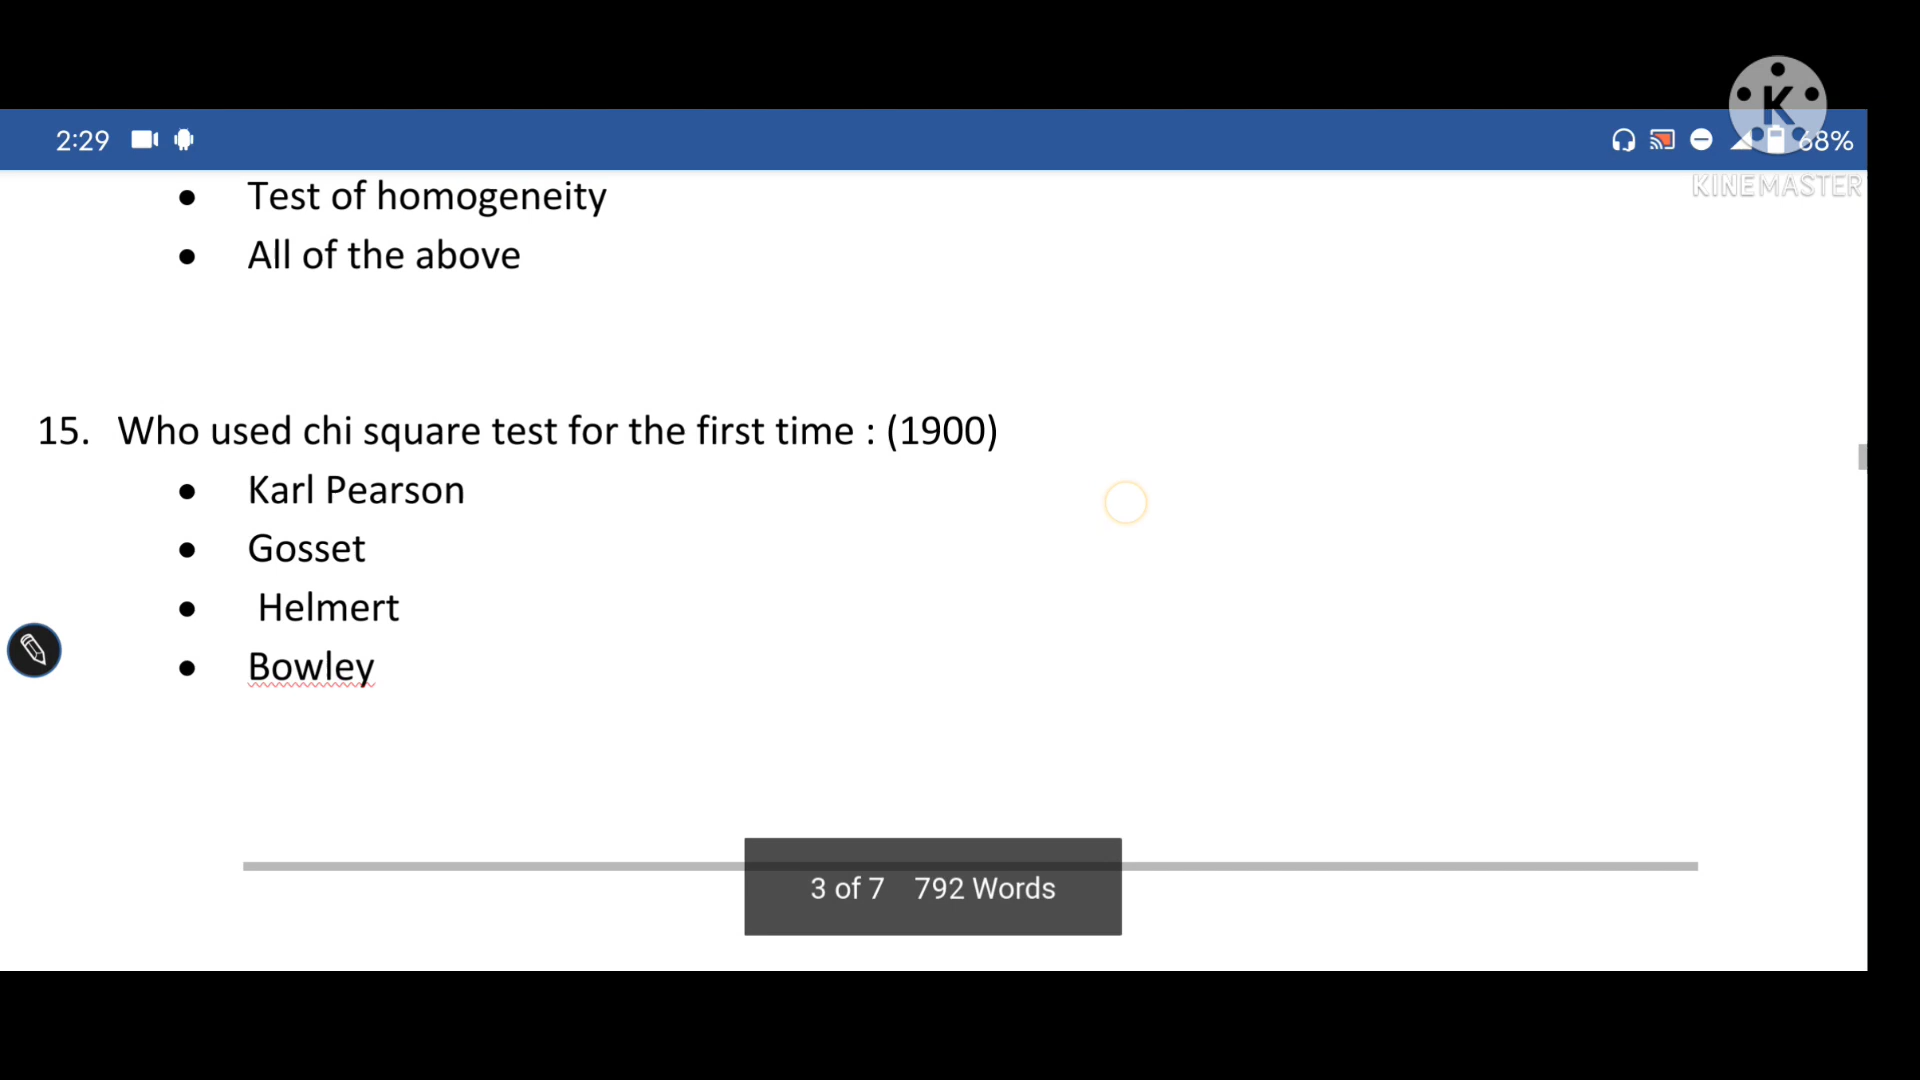 2:29
68%
K
KINEMASTER
• Test of homogeneity
• All of the above
15. Who used chi square test for the first time : (1900)
• Karl Pearson
• Gosset
• Helmert
• Bowley
3 of 7 792 Words